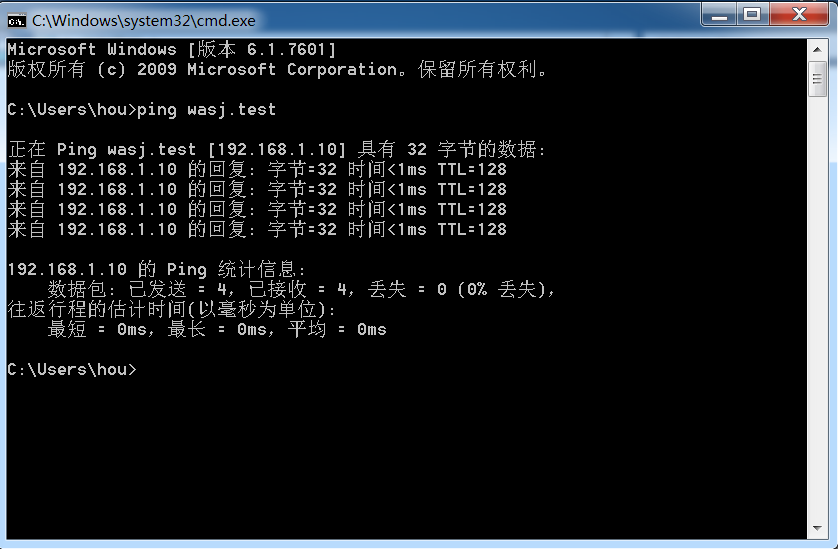 C:\Windows\system32\cmd.exe
Microsoft Windows [版本 6.1.7601]
版权所有 (c) 2009 Microsoft Corporation。保留所有权利。
C:\Users\hou>ping wasj.test
正在 Ping wasj.test [192.168.1.10] 具有 32 字节的数据:
来自 192.168.1.10 的回复: 字节=32 时间<1ms TTL=128
来自 192.168.1.10 的回复: 字节=32 时间<1ms TTL=128
来自 192.168.1.10 的回复: 字节=32 时间<1ms TTL=128
来自 192.168.1.10 的回复: 字节=32 时间<1ms TTL=128
192.168.1.10 的 Ping 统计信息:
数据包: 已发送 = 4，已接收 = 4，丢失 = 0 (0% 丢失)，
往返行程的估计时间(以毫秒为单位):
最短 = 0ms，最长 = 0ms，平均 = 0ms
C:\Users\hou>